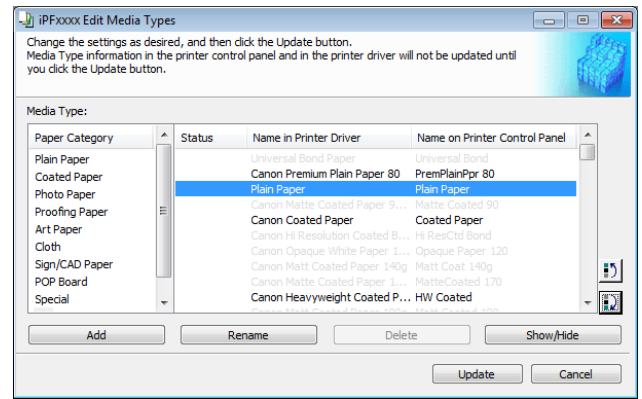 iPFxxxx Edit Media Types
Change the settings as desired, and then click the Update button.
Media Type information in the printer control panel and in the printer driver will not be updated until
you click the Update button.
Media Type:
Paper Category Status Name in Printer Driver Name on Printer Control Panel
Universal Bond Paper Universal Bond
Plain Paper Canon Premium Plain Paper 80 PremPlainPpr 80
Coated Paper Plain Paper Plain Paper
Photo Paper Canon Matte Coated Paper 9... Matte Coated 90
Proofing Paper Canon Coated Paper Coated Paper
Art Paper Canon Hi Resolution Coated B... Hi ResCtd Bond
Cloth Canon Opaque White Paper 1... Opaque Paper 120
Sign/CAD Paper Canon Matt Coated Paper 140g Matt Coat 140g
POP Board Canon Matte Coated Paper 1... MatteCoated 170
Special Canon Heavyweight Coated P... HW Coated
Add Rename Delete Show/Hide
Update Cancel